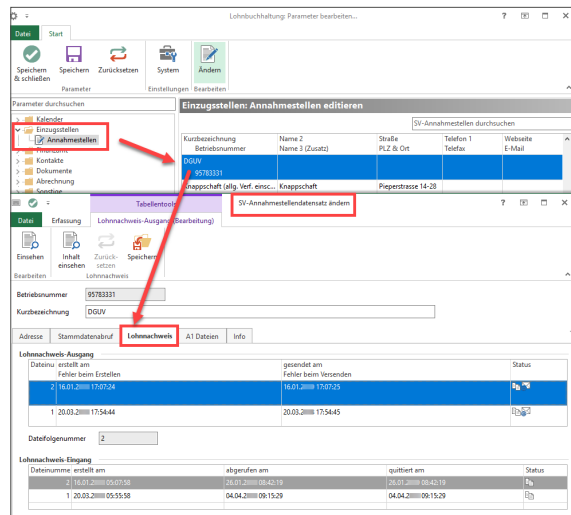 Lohnbuchhaltung: Parameter bearbeiten...
Datei Start
Speichern & schließen Speichern Zurücksetzen System Ändern
Parameter Einstellungen Bearbeiten
Parameter durchsuchen
Kalender
Einzugsstellen
Annahmestellen
Kontakte
Dokumente
Abrechnung
Sonstige
Einzugsstellen: Annahmestellen editieren
SV-Annahmestellen durchsuchen
Kurzbezeichnung Name 2 Straße Telefon 1 Webseite
Betriebsnummer Name 3 (Zusatz) PLZ & Ort Telefax E-Mail
DGUV
95783331
Knappschaft (allg. Verf. einsc... Knappschaft Pieperstrasse 14-28
Tabellentools SV-Annahmestellendatensatz ändern
Datei Erfassung Lohnnachweis-Ausgang (Bearbeitung)
Einsehen Inhalt einsehen Zurück-setzen Speichern
Bearbeiten Lohnnachweis
Betriebsnummer 95783331
Kurzbezeichnung DGUV
Adresse Stammdatenabruf Lohnnachweis A1 Dateien Info
Lohnnachweis-Ausgang
Dateinu erstellt am gesendet am Status
Fehler beim Erstellen Fehler beim Versenden
2 16.01.2 17:07:24 16.01.2 17:07:25
1 20.03.2 17:54:44 20.03.2 17:54:45
Dateifolgenummer 2
Lohnnachweis-Eingang
Dateinumme erstellt am abgerufen am quittiert am Status
2 16.01.2 05:07:58 26.01.2 08:42:19 26.01.2 08:42:19
1 20.03.2 05:55:58 04.04.2 09:15:29 04.04.2 09:15:29